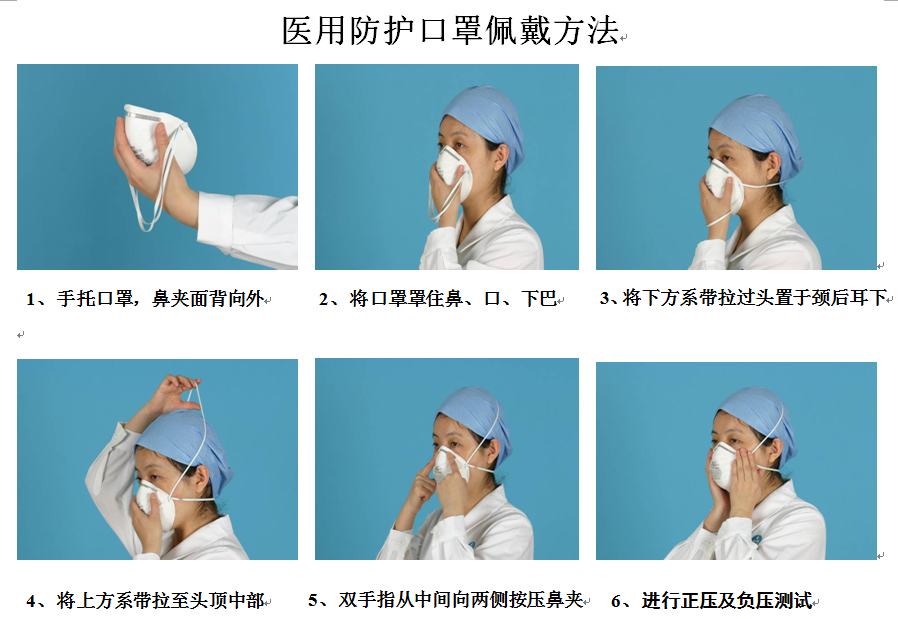 医用防护口罩佩戴方法
1、手托口罩，鼻夹面背向外
2、将口罩罩住鼻、口、下巴
3、将下方系带拉过头置于颈后耳下
4、将上方系带拉至头顶中部
5、双手指从中间向两侧按压鼻夹
6、进行正压及负压测试